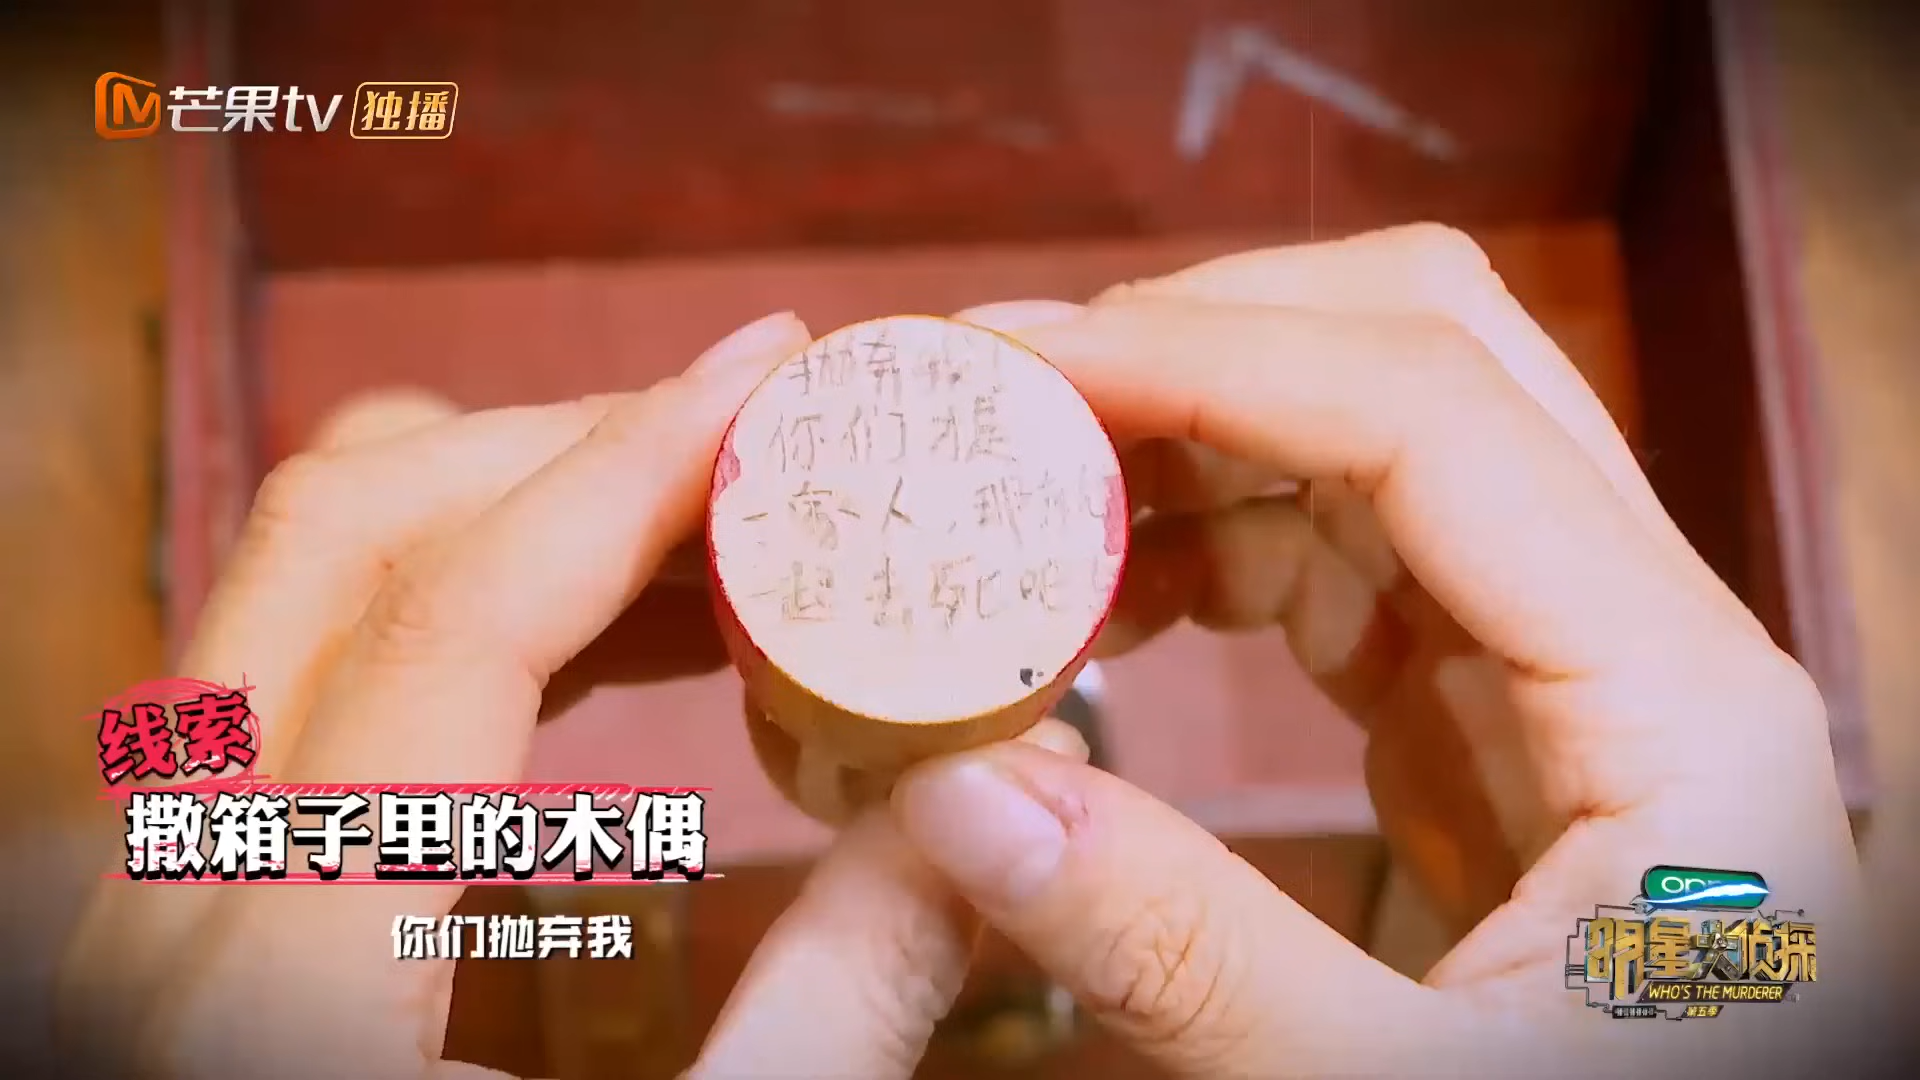 芒果tv 独播
抛弃我！
你们才是
一家人，那就
一起去死吧！
线索
撒箱子里的木偶
你们抛弃我
oppo
明星大侦探
WHO'S THE MURDERER
第五季